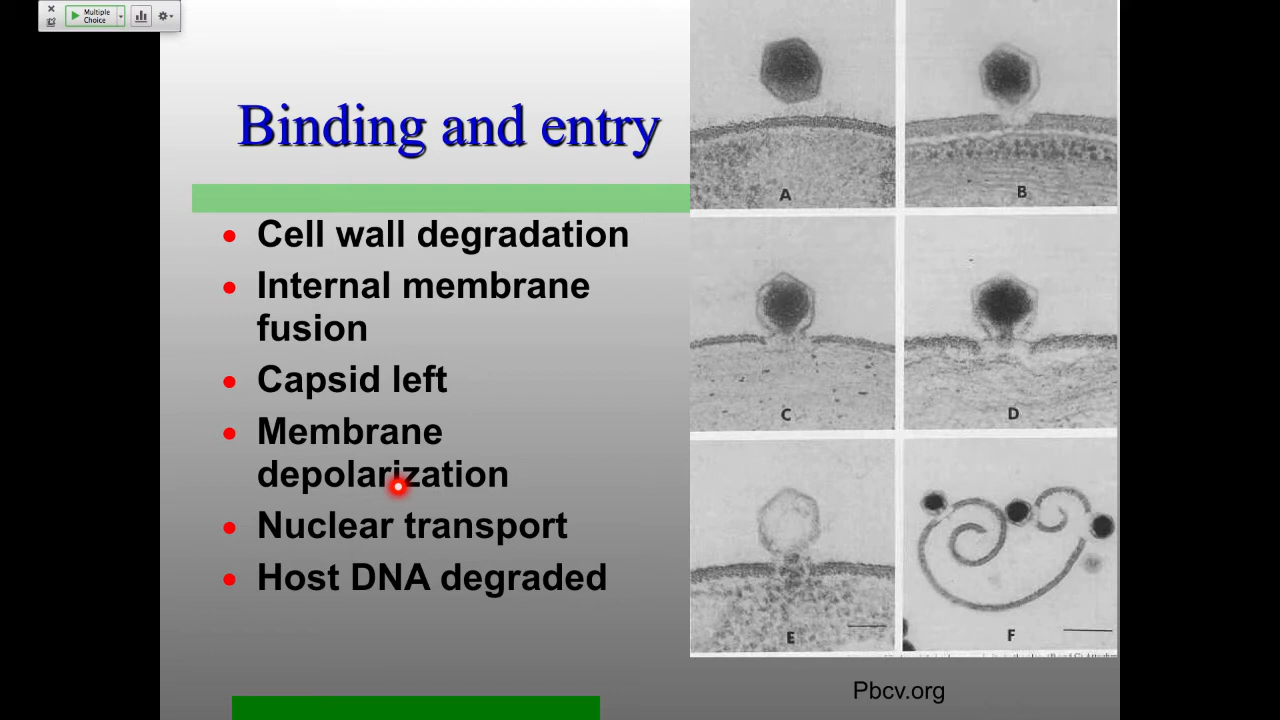 Multiple
Choice
Binding and entry
Cell wall degradation
Internal membrane
fusion
Capsid left
Membrane
depolarization
Nuclear transport
Host DNA degraded
A
B
C
D
E
F
Pbcv.org